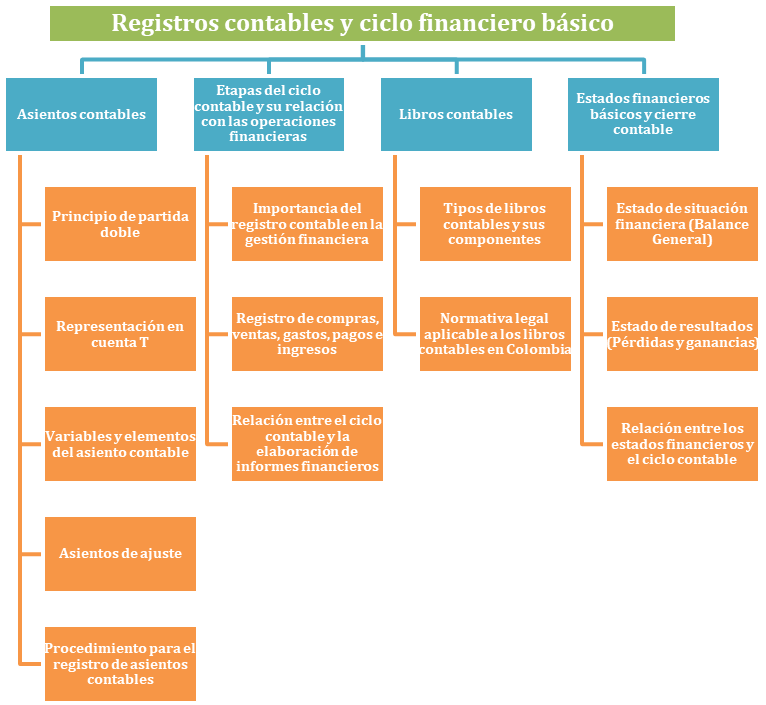 Registros contables y ciclo financiero básico
Asientos contables
Principio de partida
doble
Representación en
cuenta T
Variables y elementos
del asiento contable
Asientos de ajuste
Procedimiento para el
registro de asientos
contables
Etapas del ciclo
contable y su relación
con las operaciones
financieras
Importancia del
registro contable en la
gestión financiera
Registro de compras,
ventas, gastos, pagos e
ingresos
Relación entre el ciclo
contable y la
elaboración de
informes financieros
Libros contables
Tipos de libros
contables y sus
componentes
Normativa legal
aplicable a los libros
contables en Colombia
Estados financieros
básicos y cierre
contable
Estado de situación
financiera (Balance
General)
Estado de resultados
(Pérdidas y ganancias)
Relación entre los
estados financieros y
el ciclo contable